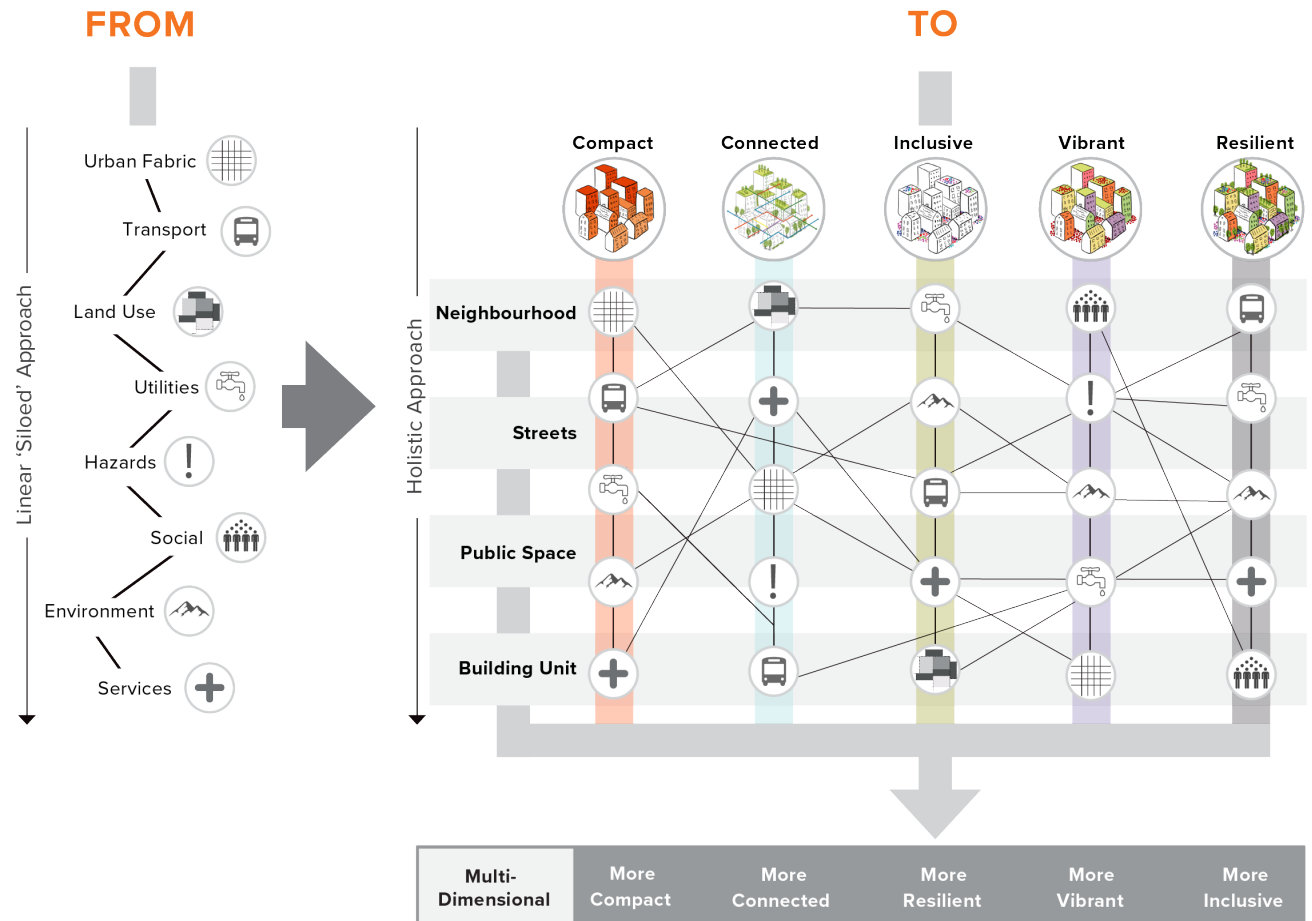 FROM
TO
Linear ‘Siloed’ Approach
Urban Fabric
Transport
Land Use
Utilities
Hazards
Social
Environment
Services
Holistic Approach
Compact
Connected
Inclusive
Vibrant
Resilient
Neighbourhood
Streets
Public Space
Building Unit
Multi-
Dimensional
More
Compact
More
Connected
More
Resilient
More
Vibrant
More
Inclusive